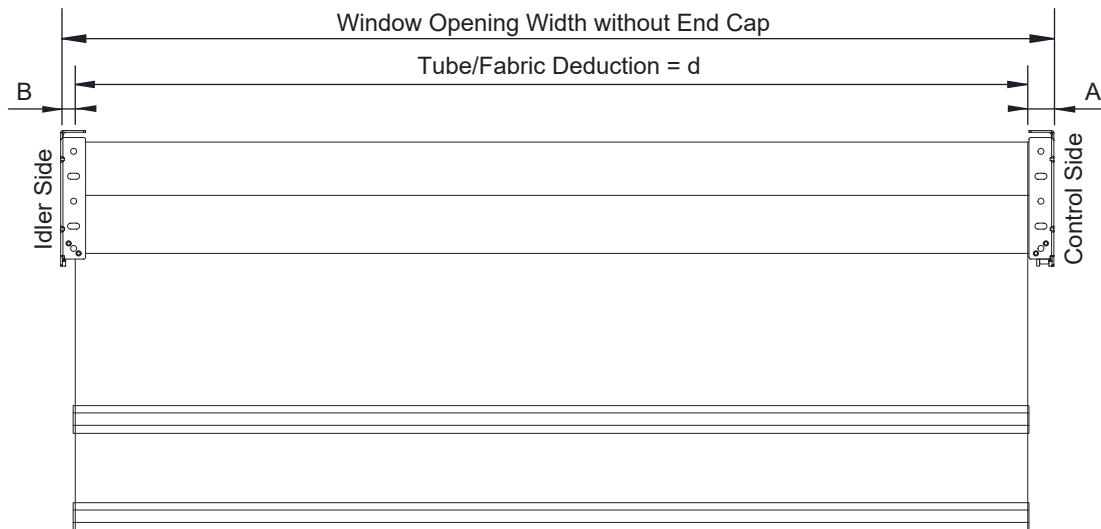 Window Opening Width without End Cap
Tube/Fabric Deduction = d
B
A
Idler Side
Control Side